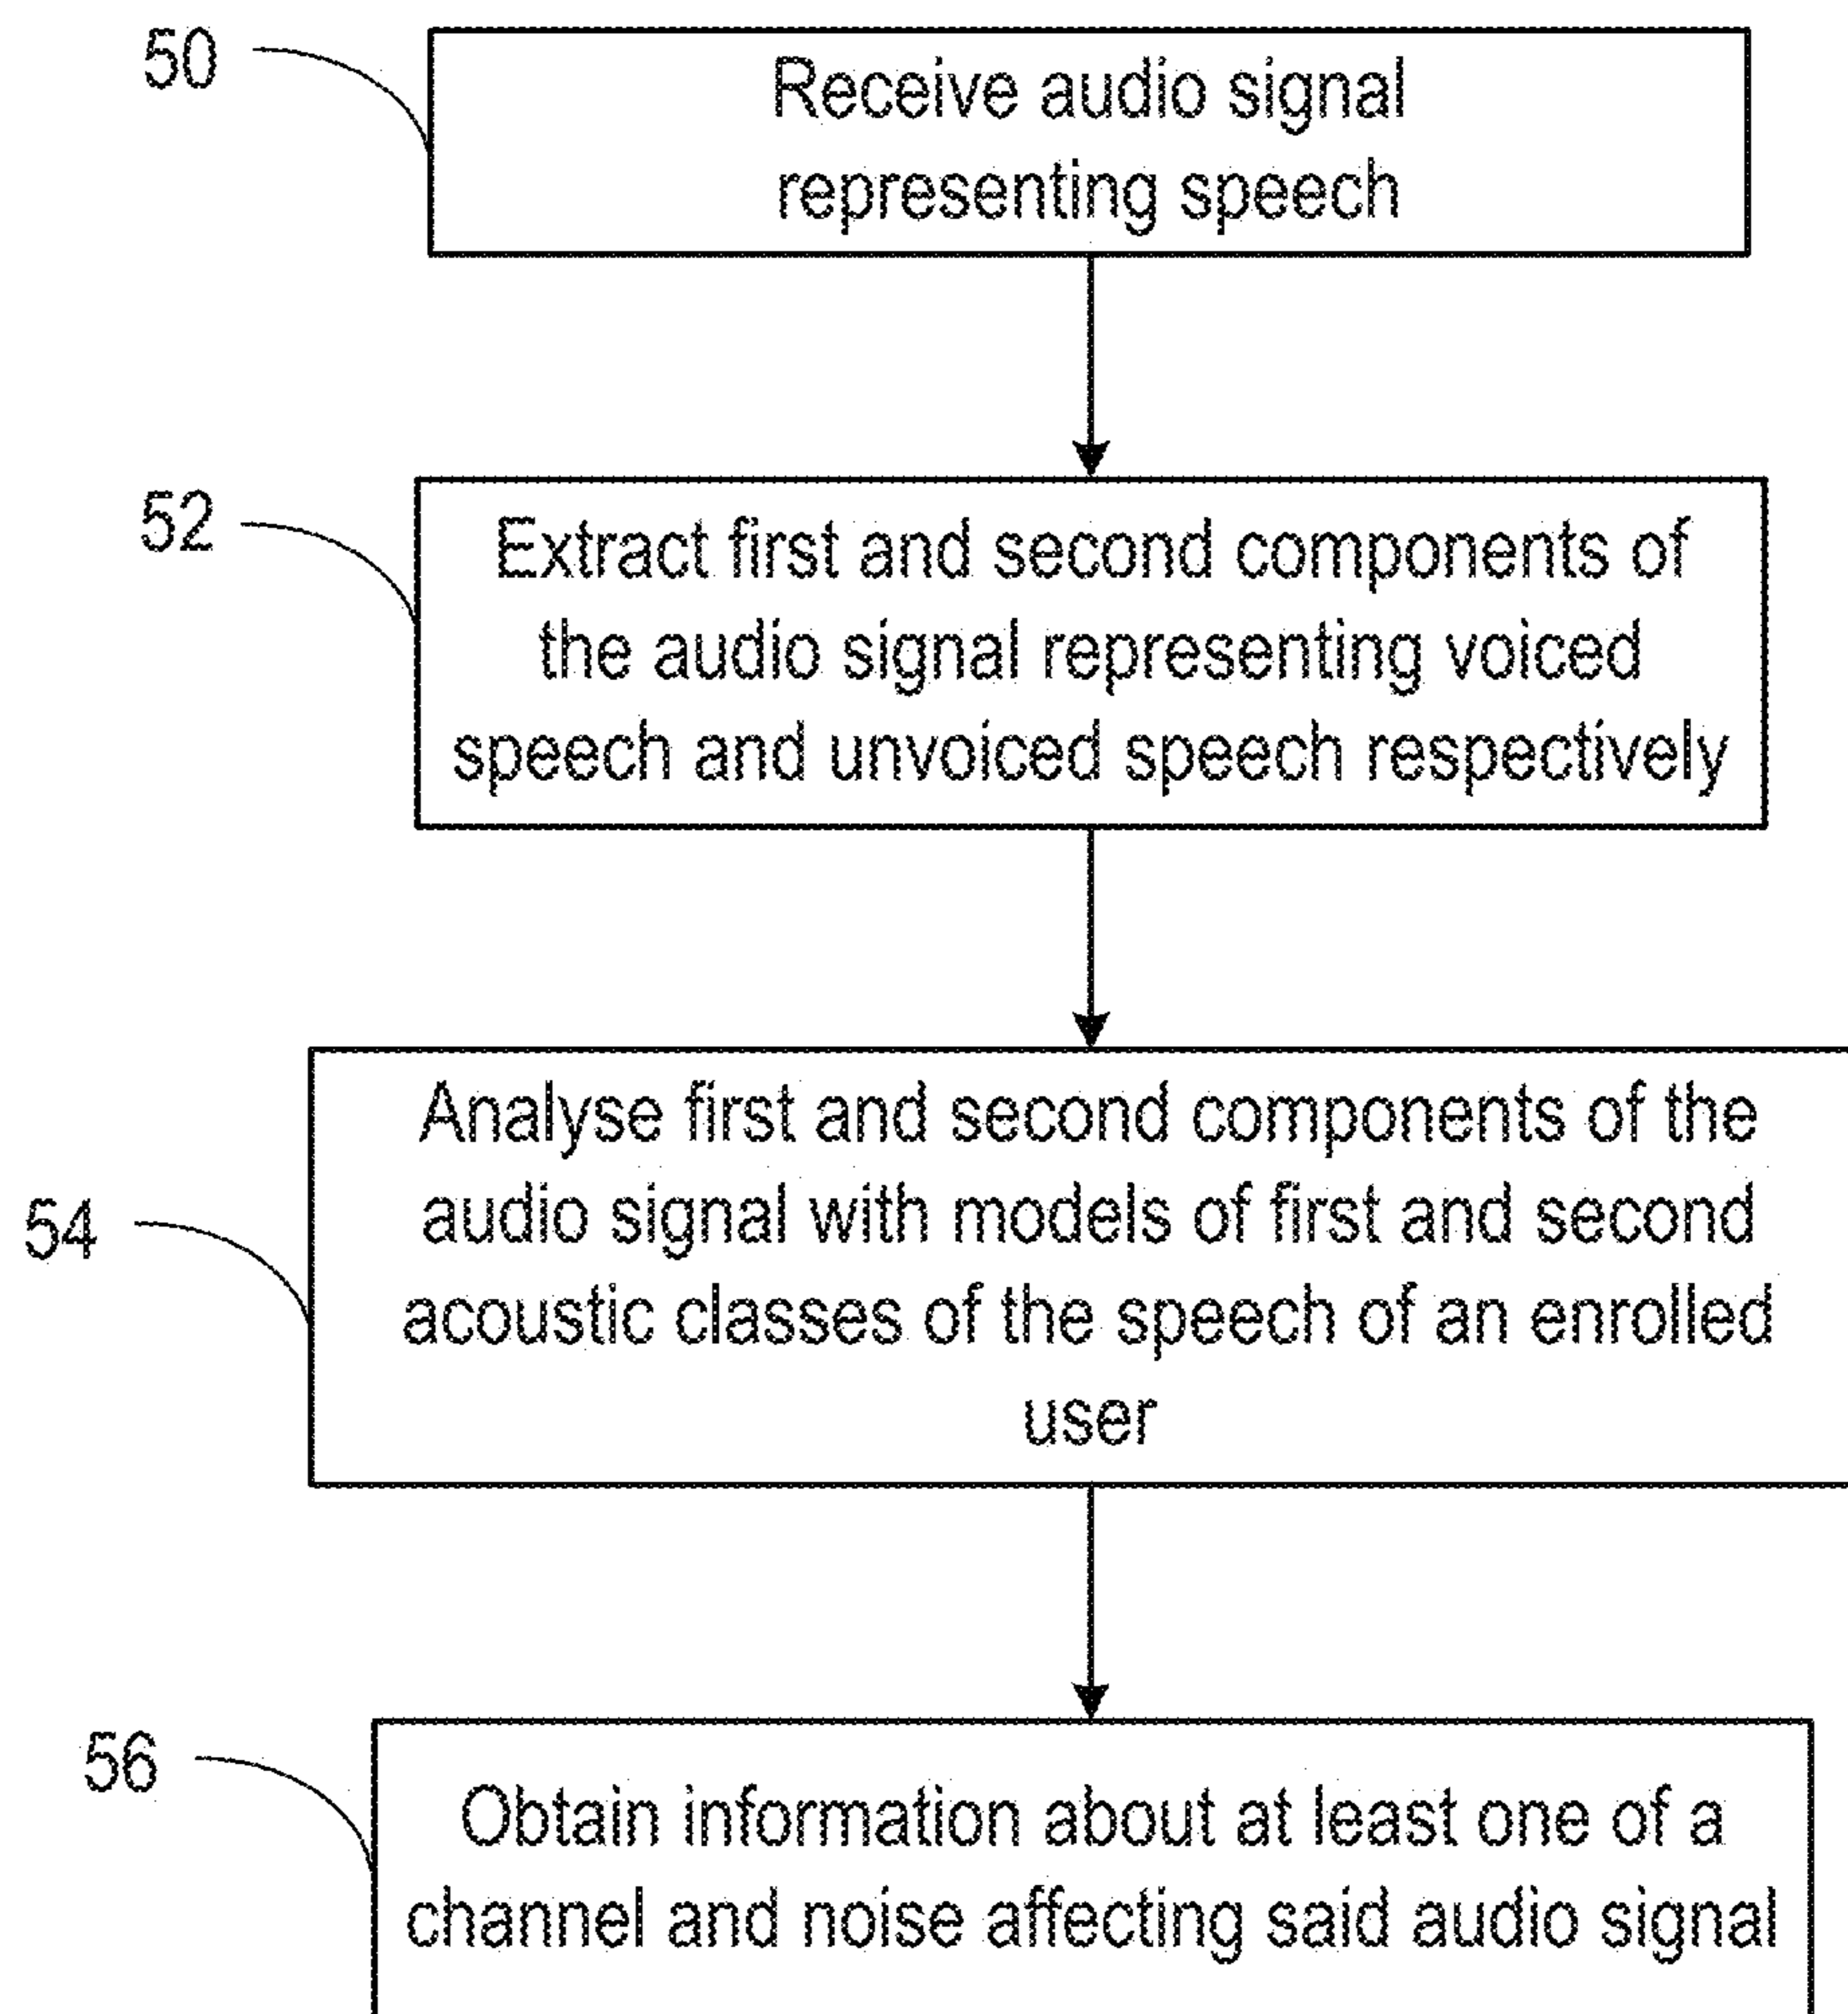 50
Receive audio signal
representing speech
52
Extract first and second components of
the audio signal representing voiced
speech and unvoiced speech respectively
54
Analyse first and second components of the
audio signal with models of first and second
acoustic classes of the speech of an enrolled
user
56
Obtain information about at least one of a
channel and noise affecting said audio signal